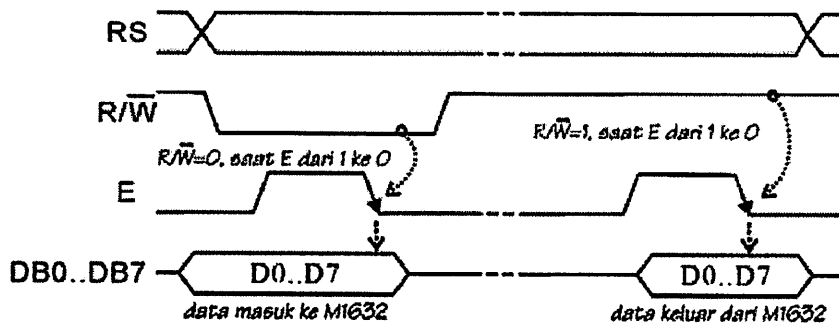 RS
R/W̅
R/W̅=0, saat E dari 1 ke 0
R/W̅=1, saat E dari 1 ke 0
E
DB0..DB7
D0..D7
D0..D7
data masuk ke M1632
data keluar dari M1632